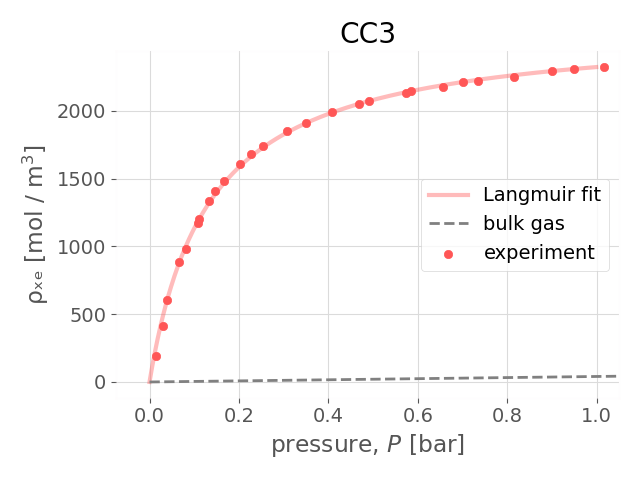 CC3
ρₓₑ [mol / m³]
2000
1500
1000
500
0
Langmuir fit
bulk gas
experiment
0.0 0.2 0.4 0.6 0.8 1.0
pressure, P [bar]